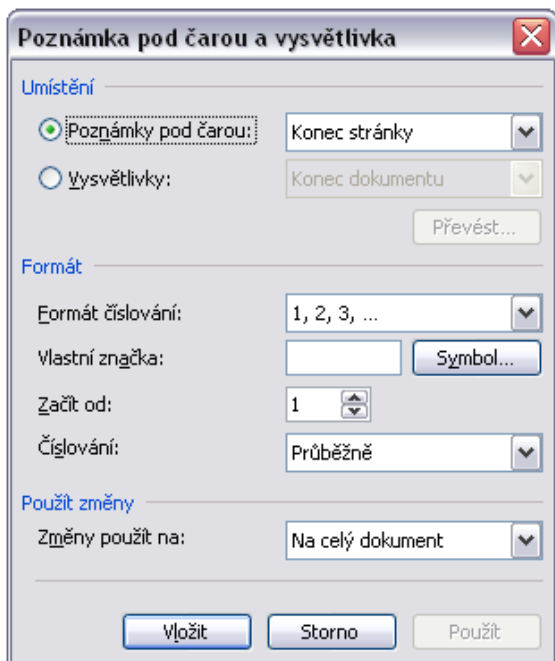 Poznámka pod čarou a vysvětlivka
Umístění
Poznámky pod čarou: Konec stránky
Vysvětlivky: Konec dokumentu
Převést...
Formát
Formát číslování: 1, 2, 3, ...
Vlastní značka: Symbol...
Začít od: 1
Číslování: Průběžně
Použít změny
Změny použít na: Na celý dokument
Vložit Storno Použít